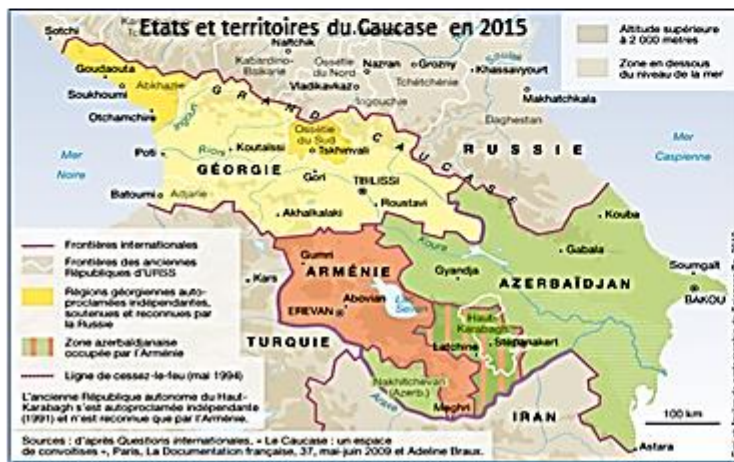 Etats et territoires du Caucase en 2015
Altitude supérieure
à 2 000 mètres
Zone en dessous
du niveau de la mer
Sotchi
Naltchik
Kabardino-
Balkarie
Ossétie
du Nord
Nazran
Grozny
Tchétchénie
Khassavyourt
Vladikavkaz
Ingouchie
Makhatchkala
Daghestan
Goudaouta
Abkhazie
Soukhoumi
Otchamchire
Ingouri
GRAND CAUCASE
RUSSIE
Mer
Noire
Mer
Caspienne
Poti
Rioni
Koutaïssi
Ossétie
du Sud
Tskhinvali
GÉORGIE
Gori
TBILISSI
Batoumi
Adjarie
Akhalkalaki
Roustavi
Kouba
Koura
Gabala
Gyandja
Soumgaït
AZERBAÏDJAN
BAKOU
Kars
Gumri
ARMÉNIE
Abovian
EREVAN
Lac
Sevan
Haut-
Karabagh
Latchine
Stepanakert
TURQUIE
Nakhitchevan
(Azerb.)
Meghri
Araxe
IRAN
Astara
100 km
Frontières internationales
Frontières des anciennes
Républiques d'URSS
Régions géorgiennes auto-
proclamées indépendantes,
soutenues et reconnues par
la Russie
Zone azerbaïdjanaise
occupée par l'Arménie
Ligne de cessez-le-feu (mai 1994)
L'ancienne République autonome du Haut-
Karabagh s'est autoproclamée indépendante
(1991) et n'est reconnue que par l'Arménie.
Sources : d'après Questions internationales, « Le Caucase : un espace
de convoitises », Paris, La Documentation française, 37, mai-juin 2009 et Adeline Braux.